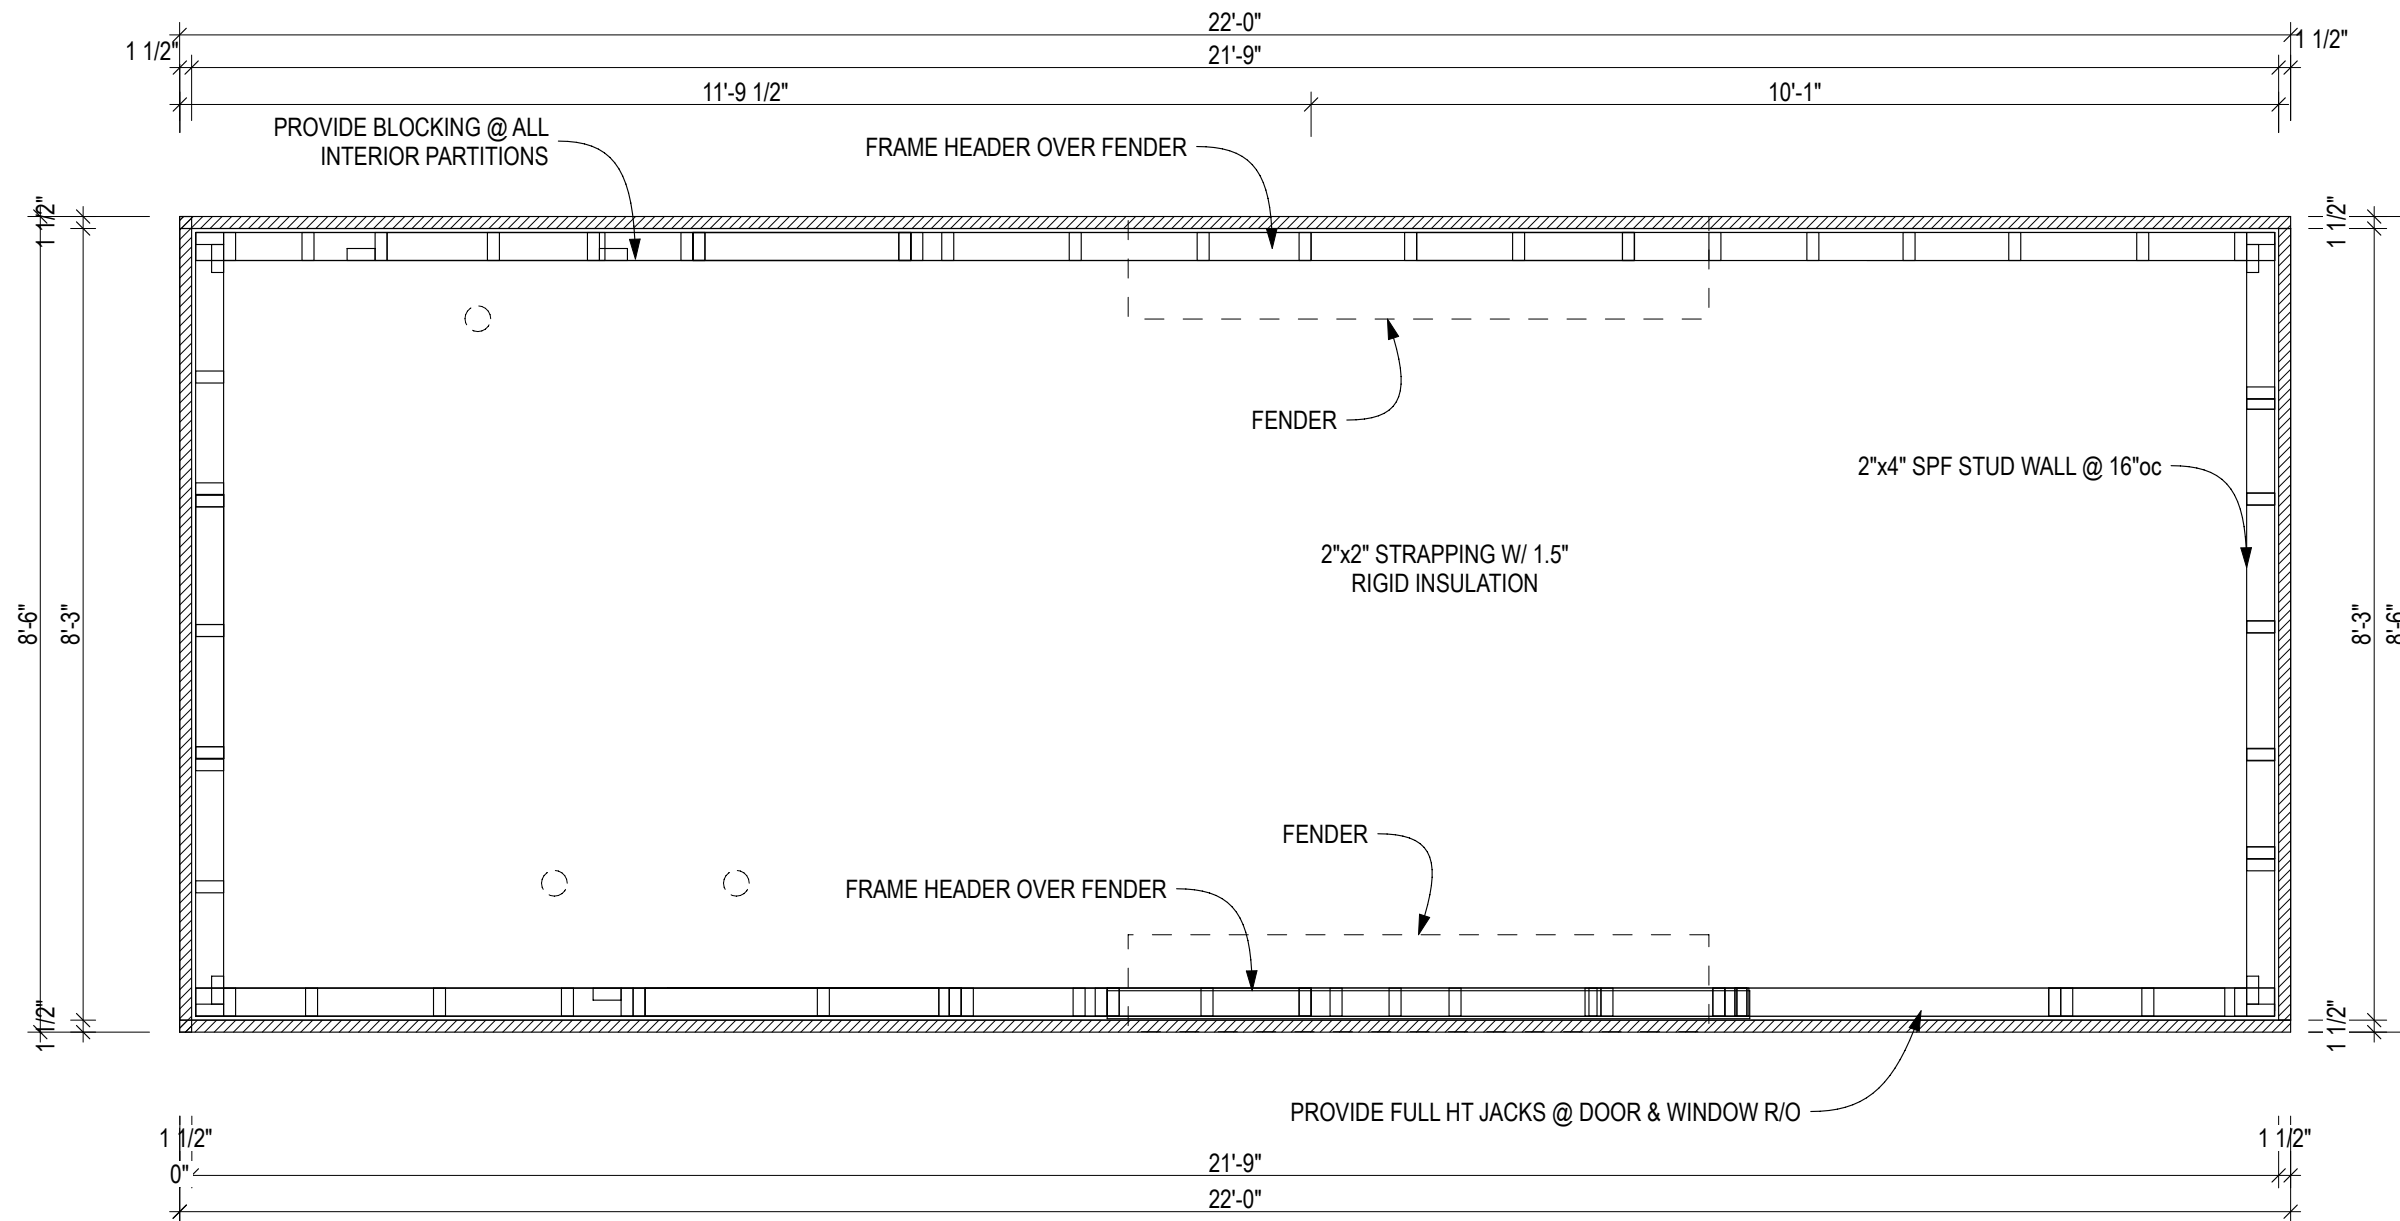 22'-0"
1 1/2"
1 1/2"
21'-9"
11'-9 1/2"
10'-1"
PROVIDE BLOCKING @ ALL
INTERIOR PARTITIONS
FRAME HEADER OVER FENDER
1 1/2"
1 1/2"
FENDER
2"x4" SPF STUD WALL @ 16"oc
2"x2" STRAPPING W/ 1.5"
RIGID INSULATION
8'-6"
8'-3"
8'-3"
8'-6"
FENDER
FRAME HEADER OVER FENDER
1 1/2"
1 1/2"
PROVIDE FULL HT JACKS @ DOOR & WINDOW R/O
1 1/2"
1 1/2"
0"
21'-9"
22'-0"